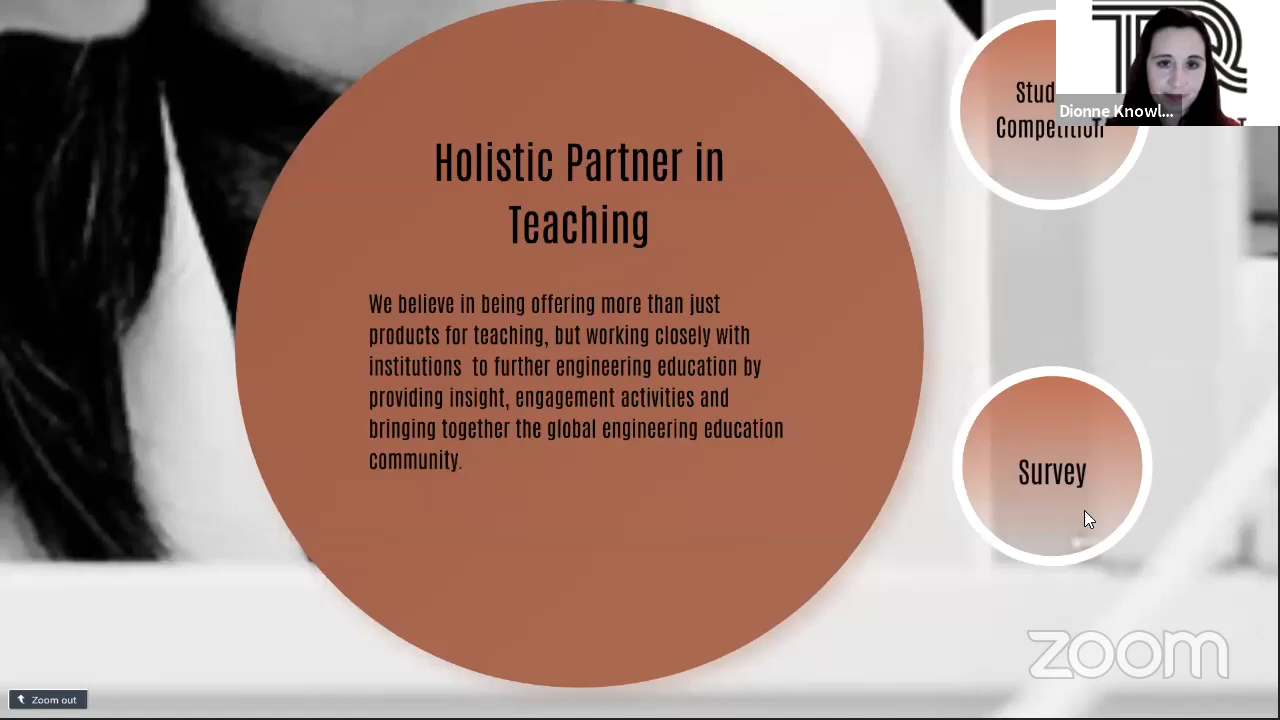 Holistic Partner in
Teaching
We believe in being offering more than just
products for teaching, but working closely with
institutions to further engineering education by
providing insight, engagement activities and
bringing together the global engineering education
community.
Stud
Competition
TR
Dionne Knowl...
Survey
zoom
Zoom out